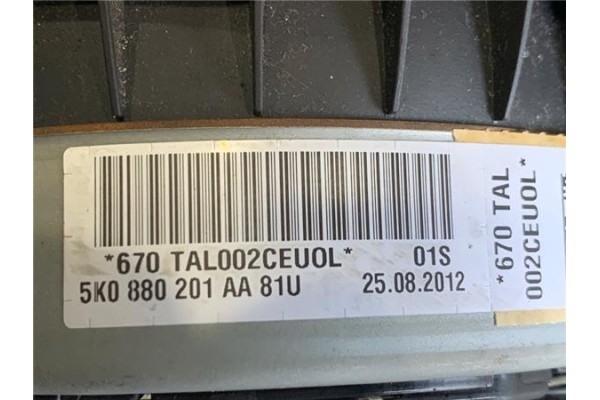 *670 TAL002CEUOL* 01S
5K0 880 201 AA 81U 25.08.2012
*670 TAL
002CEUOL*